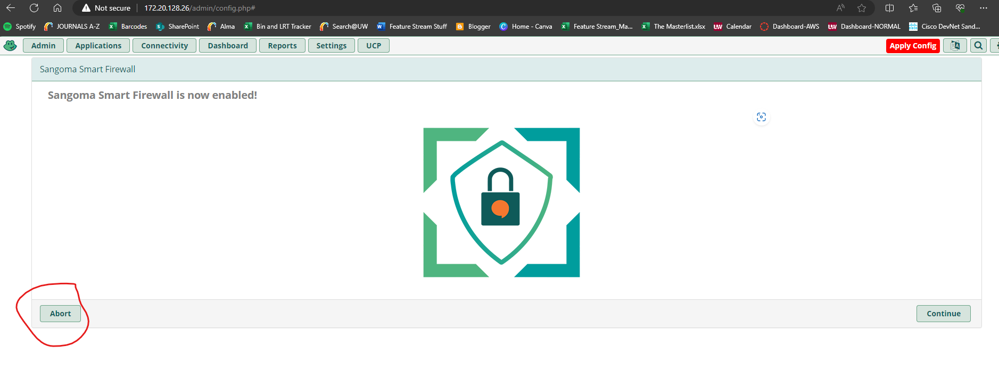 Not secure 172.20.128.26/admin/config.php#
Spotify JOURNALS A-Z Barcodes SharePoint Alma Bin and LRT Tracker Search@UW Feature Stream Stuff Blogger Home - Canva Feature Stream_Ma... The Masterlist.xlsx Calendar Dashboard-AWS Dashboard-NORMAL Cisco DevNet Sand...
Admin Applications Connectivity Dashboard Reports Settings UCP Apply Config
Sangoma Smart Firewall
Sangoma Smart Firewall is now enabled!
Abort Continue